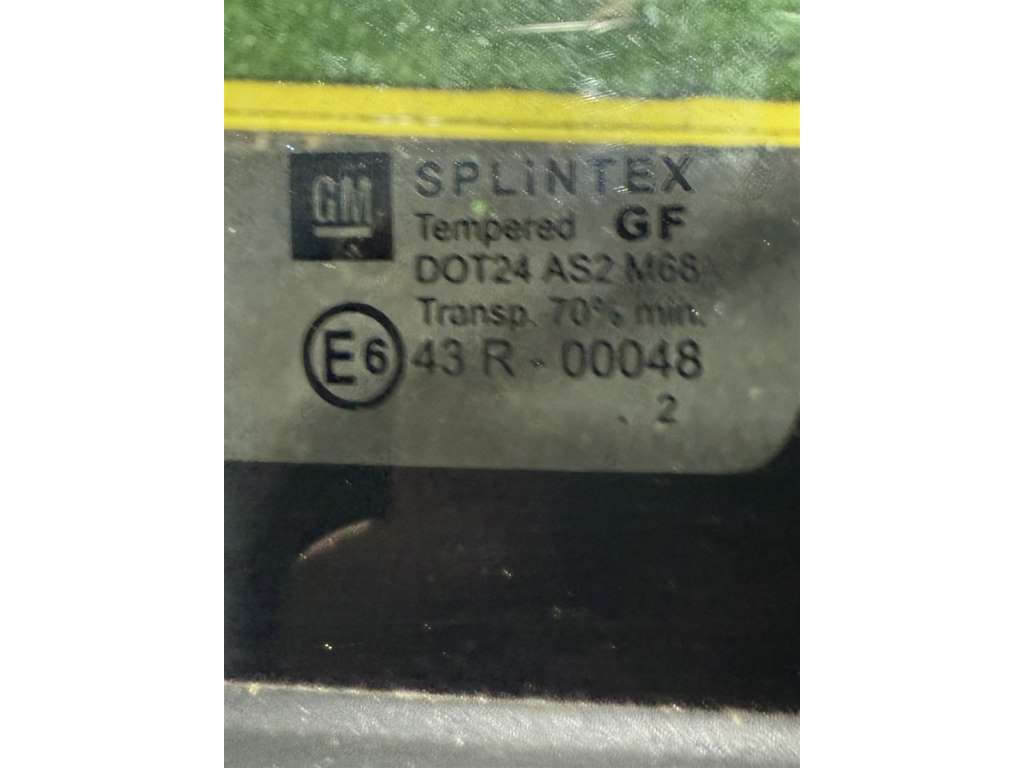 GM
SPLiNTEX
Tempered GF
DOT24 AS2 M68
Transp. 70% min.
E6 43 R - 00048
. 2